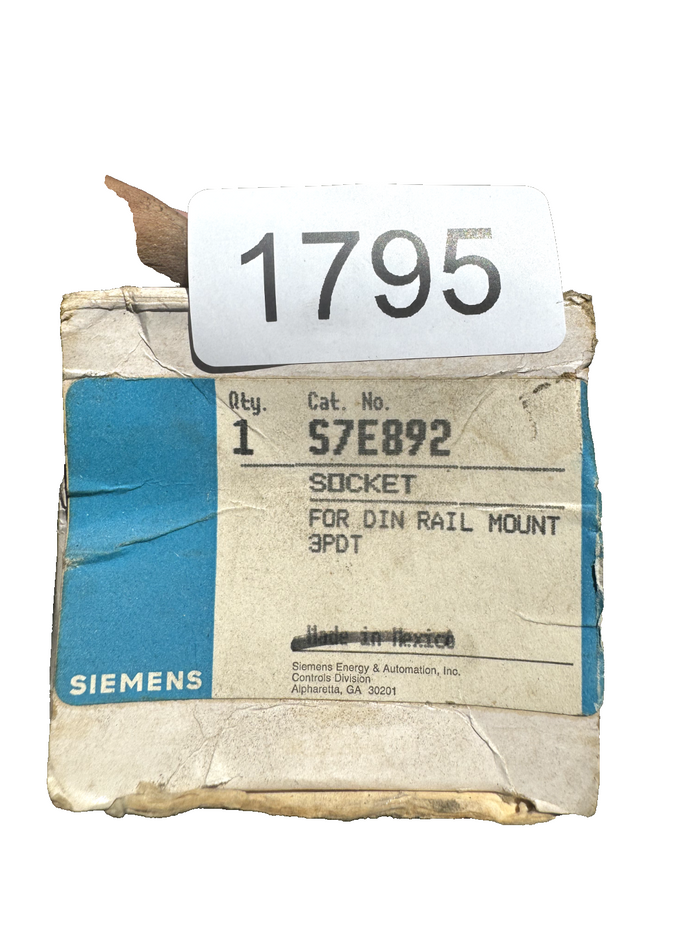 1795
Qty. Cat. No.
1 S7E892
SOCKET
FOR DIN RAIL MOUNT
3PDT
Made in Mexico
Siemens Energy & Automation, Inc.
Controls Division
Alpharetta, GA 30201
SIEMENS